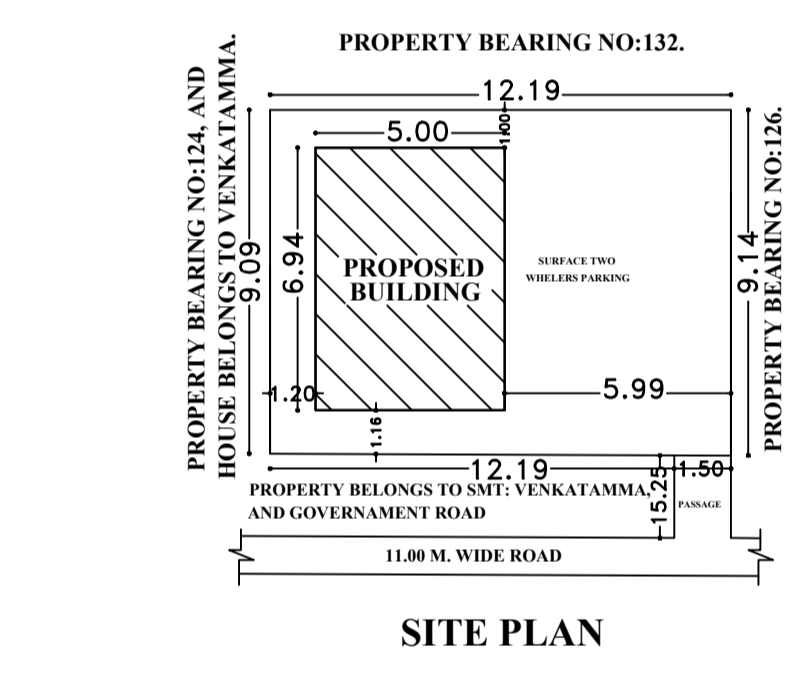 PROPERTY BEARING NO:132.
PROPERTY BEARING NO:124, AND
HOUSE BELONGS TO VENKATAMMA.
12.19
5.00
1.00
9.09
6.94
PROPOSED
BUILDING
SURFACE TWO
WHELERS PARKING
9.14
PROPERTY BEARING NO:126.
1.20
5.99
1.16
12.19
15.25
1.50
PROPERTY BELONGS TO SMT: VENKATAMMA,
AND GOVERNAMENT ROAD
PASSAGE
11.00 M. WIDE ROAD
SITE PLAN